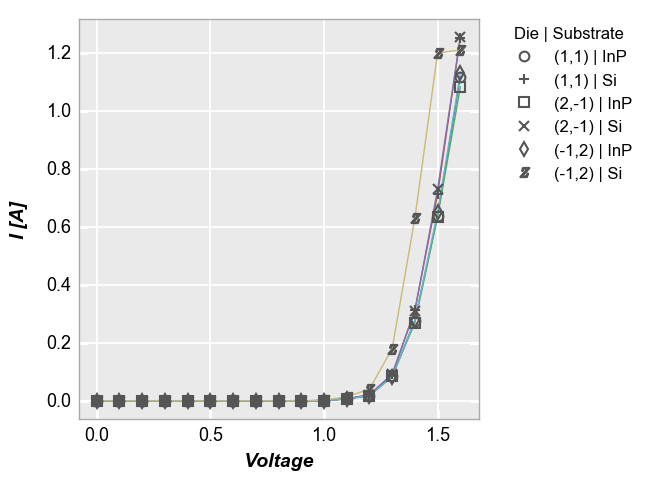 Die | Substrate
(1,1) | InP
(1,1) | Si
(2,-1) | InP
(2,-1) | Si
(-1,2) | InP
(-1,2) | Si
1.2
1.0
0.8
0.6
0.4
0.2
0.0
I [A]
0.0 0.5 1.0 1.5
Voltage